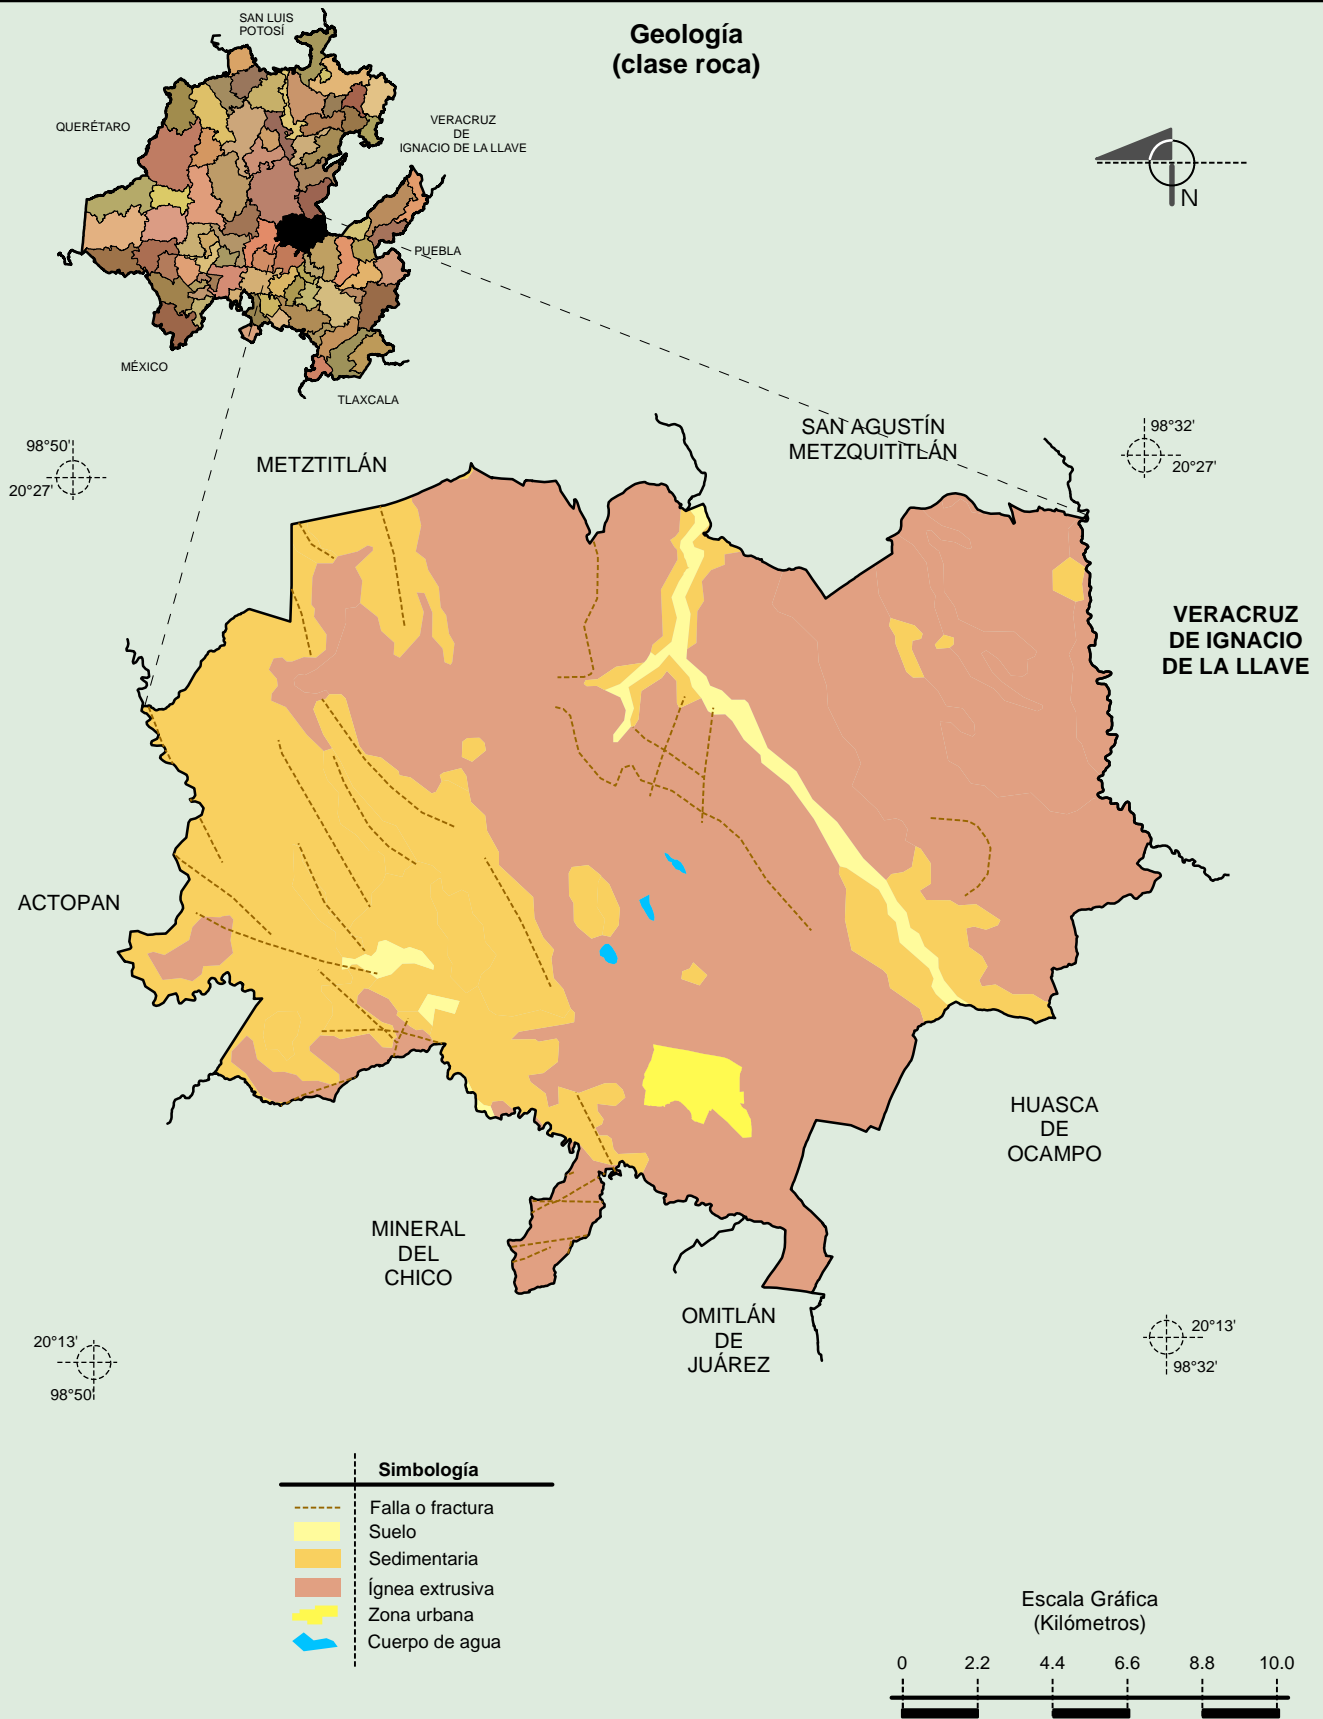 Geología
(clase roca)
SAN LUIS
POTOSÍ
QUERÉTARO
VERACRUZ
DE
IGNACIO DE LA LLAVE
PUEBLA
MÉXICO
TLAXCALA
N
98°50'
20°27'
METZTITLÁN
SAN AGUSTÍN
METZQUITITLÁN
98°32'
20°27'
VERACRUZ
DE IGNACIO
DE LA LLAVE
ACTOPAN
HUASCA
DE
OCAMPO
MINERAL
DEL
CHICO
OMITLÁN
DE
JUÁREZ
20°13'
98°50'
20°13'
98°32'
Simbología
Falla o fractura
Suelo
Sedimentaria
Ígnea extrusiva
Zona urbana
Cuerpo de agua
Escala Gráfica
(Kilómetros)
0 2.2 4.4 6.6 8.8 10.0